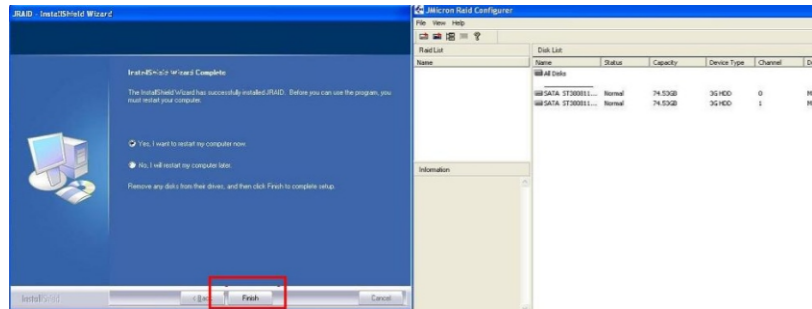 JRAID - InstallShield Wizard
InstallShield Wizard Complete
The InstallShield Wizard has successfully installed JRAID. Before you can use the program, you
must restart your computer.
Yes, I want to restart my computer now.
No, I will restart my computer later.
Remove any disks from their drives, and then click Finish to complete setup.
InstallShield
< Back
Finish
Cancel
JMicron Raid Configurer
File View Help
Raid List
Name
Information
Disk List
Name Status Capacity Device Type Channel
All Disks
SATA ST380811... Normal 74.53GB 3G HDD 0
SATA ST380811... Normal 74.53GB 3G HDD 1